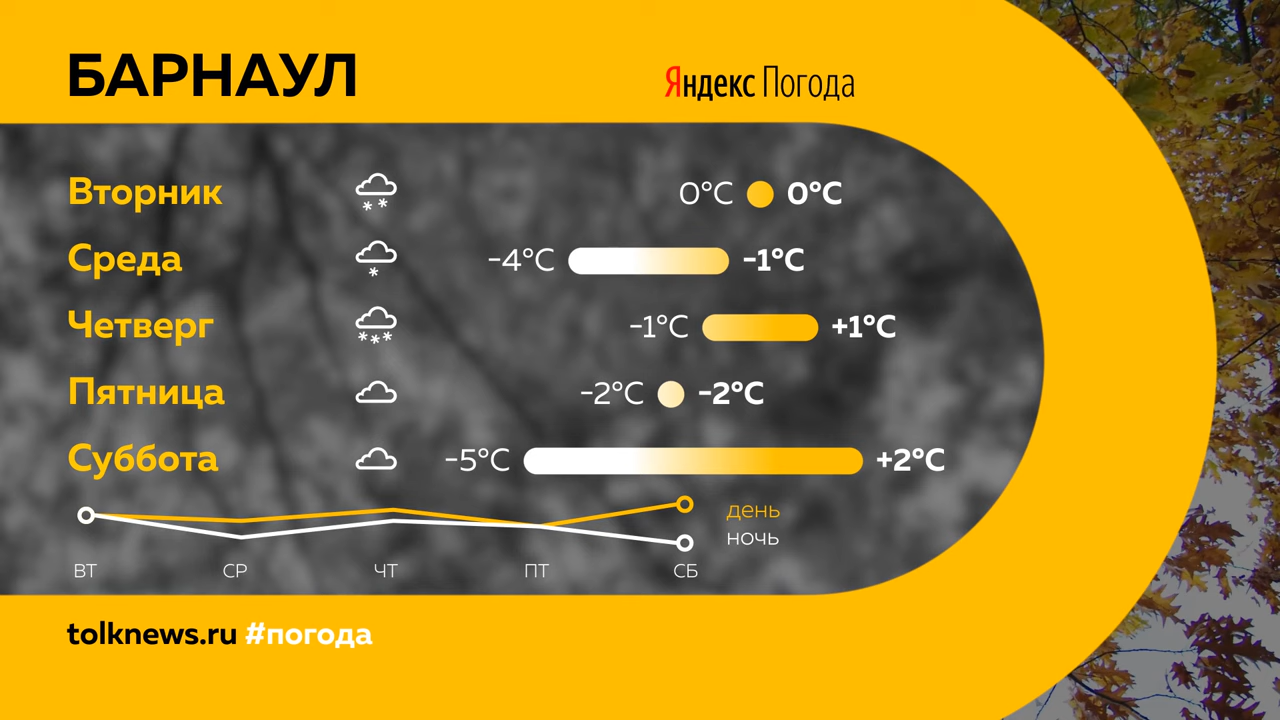 БАРНАУЛ
Яндекс Погода
Вторник 0°C 0°C
Среда -4°C -1°C
Четверг -1°C +1°C
Пятница -2°C -2°C
Суббота -5°C +2°C
день
ночь
ВТ СР ЧТ ПТ СБ
tolknews.ru #погода